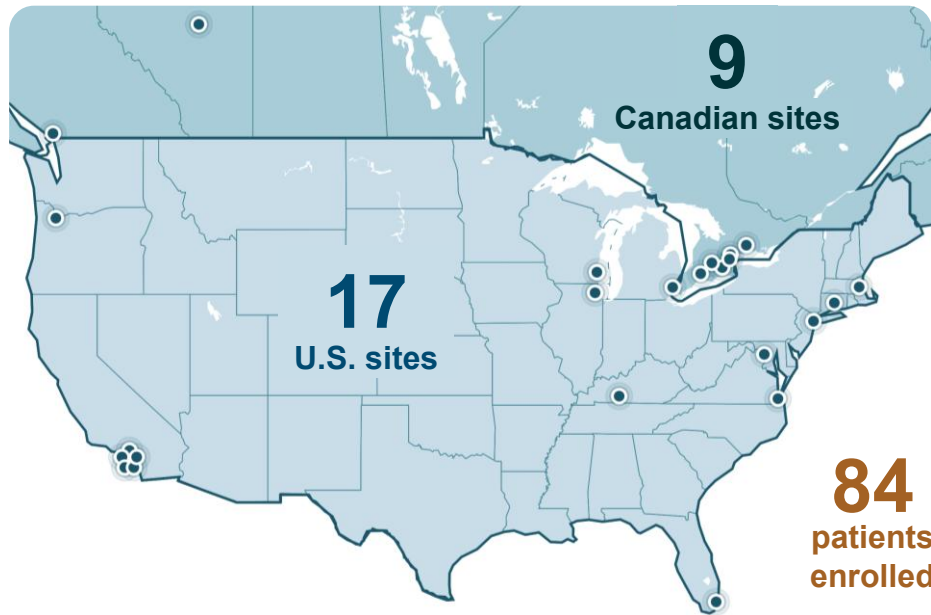 9
Canadian sites
17
U.S. sites
84
patients
enrolled